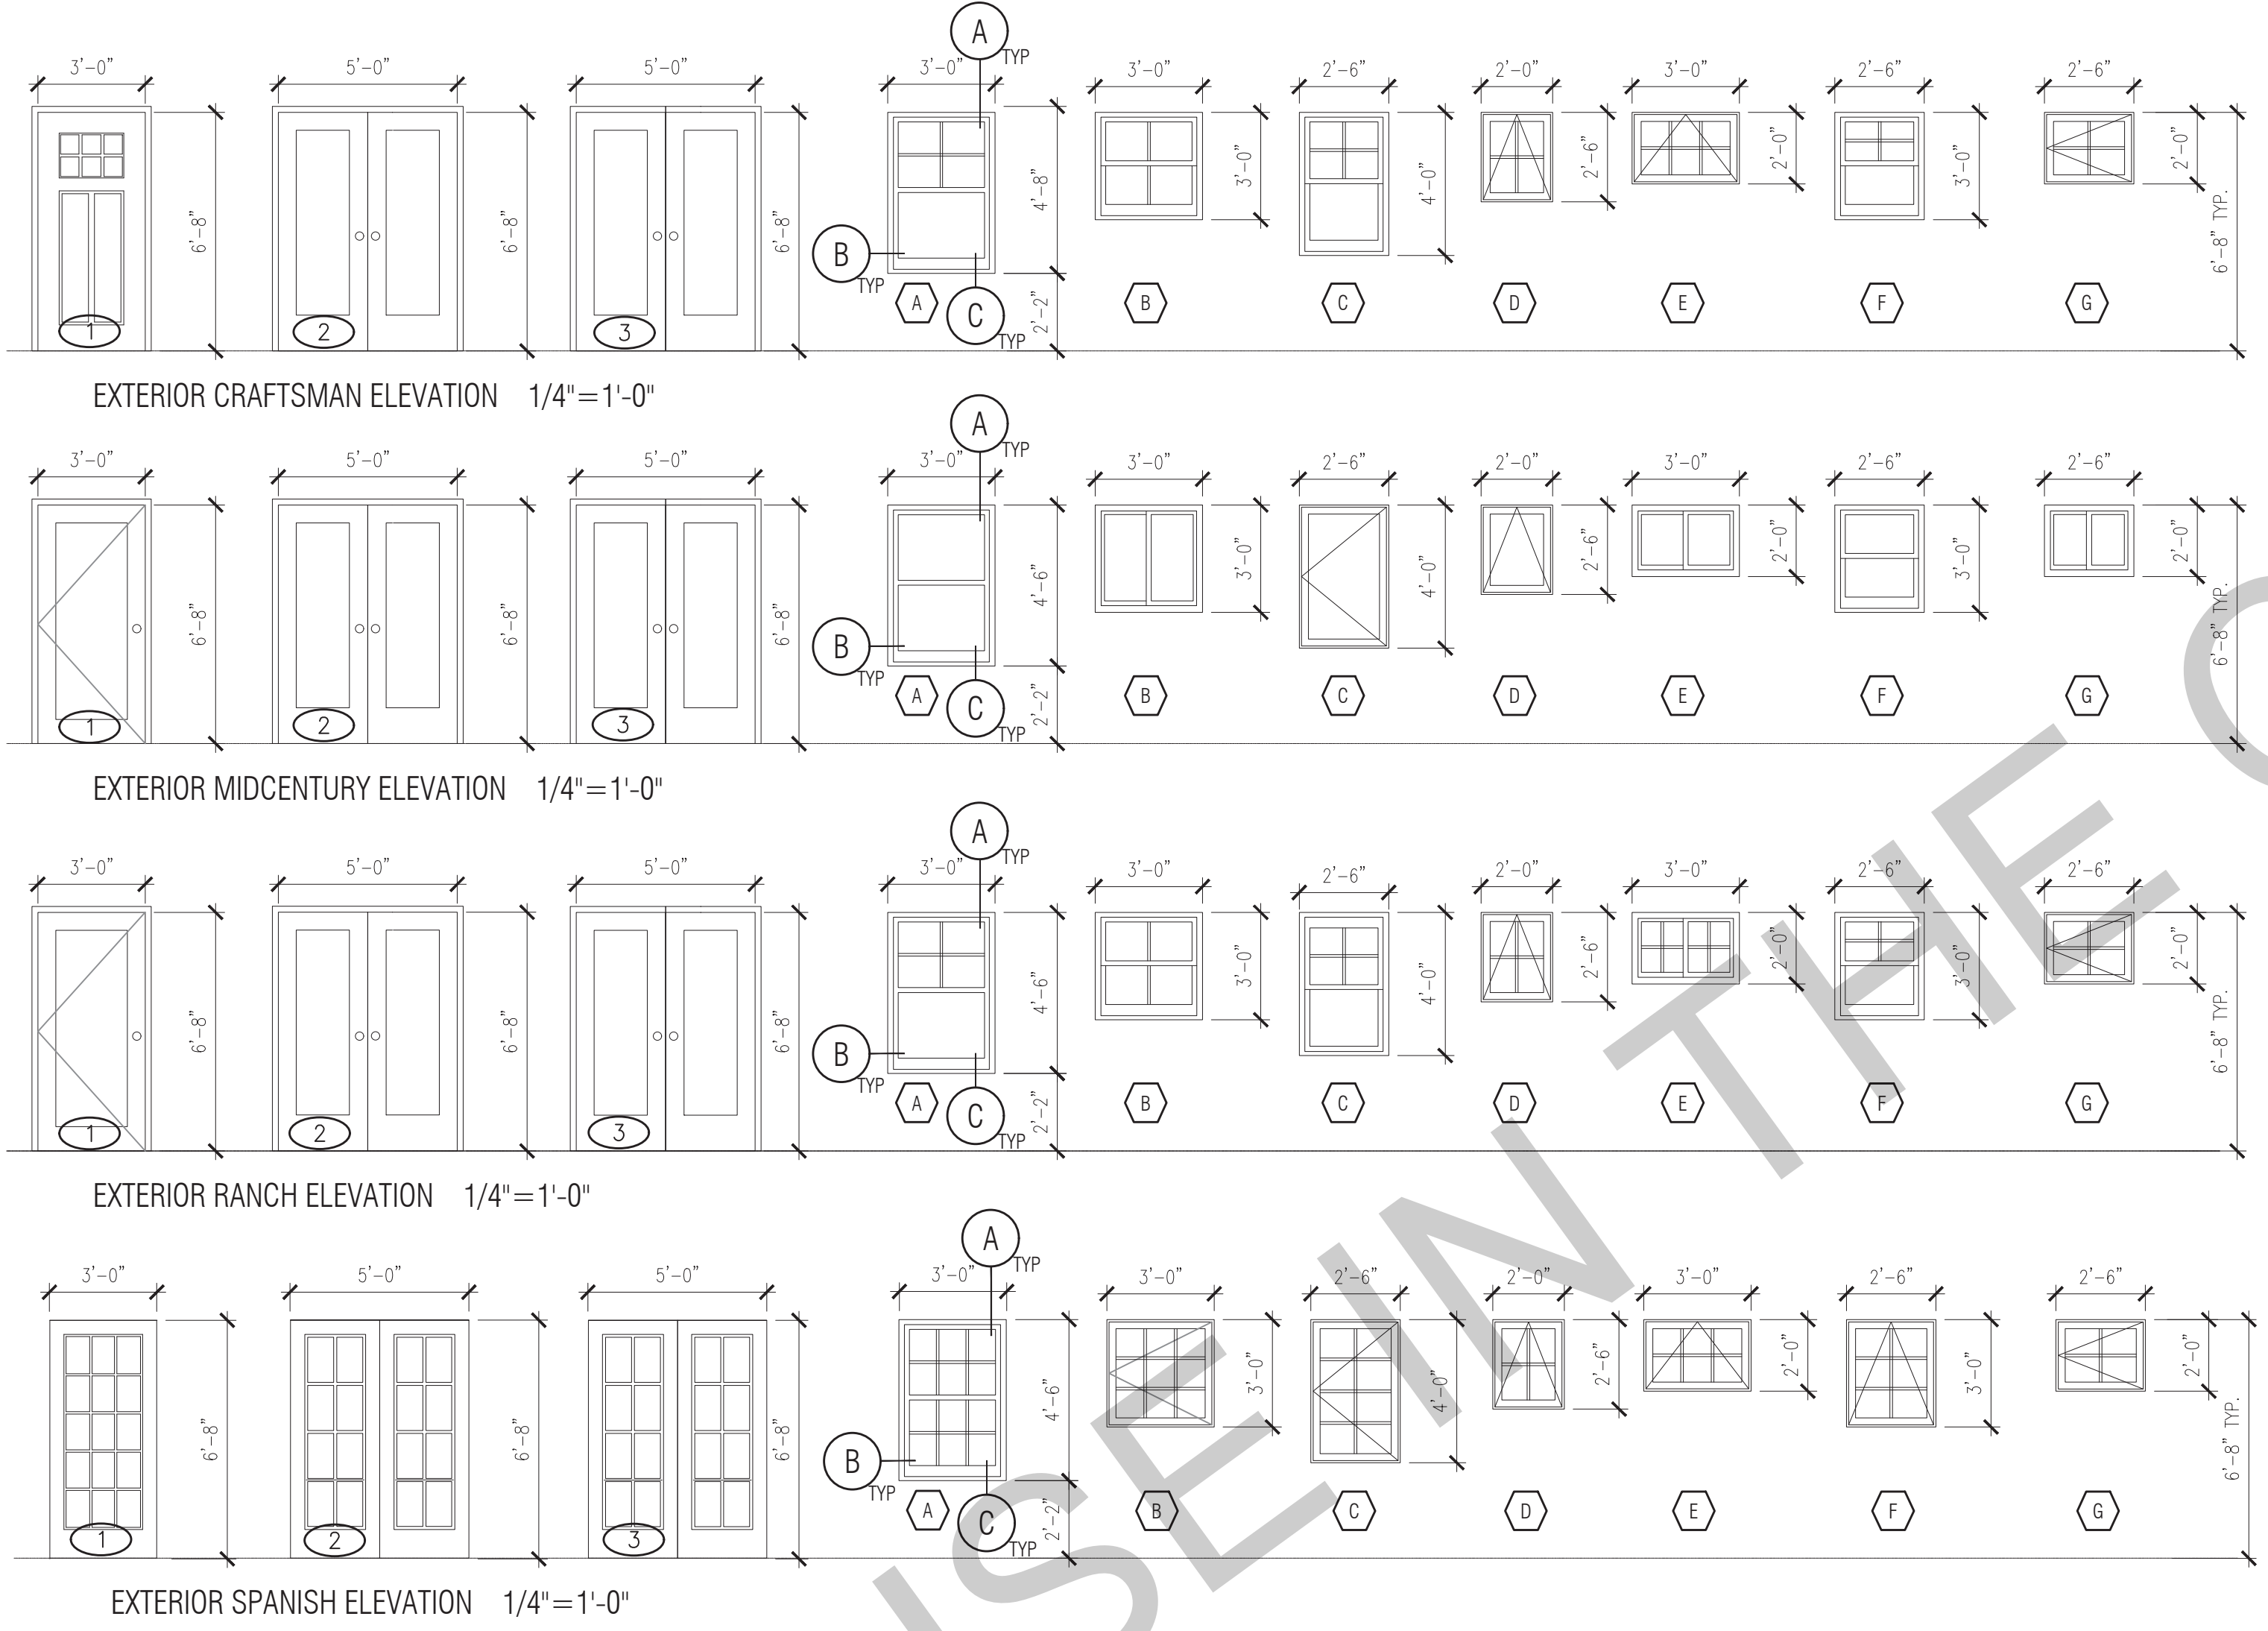 A
TYP
3'-0" 5'-0" 5'-0" 3'-0" 3'-0" 2'-6" 2'-0" 3'-0" 2'-6" 2'-6"
6'-8" 6'-8" 6'-8" 4'-8" 3'-0" 4'-0" 2'-6" 2'-0" 3'-0" 2'-0"
6'-8" TYP.
B
TYP
C
TYP
2'-2"
1 2 3 A B C D E F G
EXTERIOR CRAFTSMAN ELEVATION 1/4"=1'-0"
A
TYP
3'-0" 5'-0" 5'-0" 3'-0" 3'-0" 2'-6" 2'-0" 3'-0" 2'-6" 2'-6"
6'-8" 6'-8" 6'-8" 4'-6" 3'-0" 4'-0" 2'-6" 2'-0" 3'-0" 2'-0"
6'-8" TYP.
B
TYP
C
TYP
2'-2"
1 2 3 A B C D E F G
EXTERIOR MIDCENTURY ELEVATION 1/4"=1'-0"
A
TYP
3'-0" 5'-0" 5'-0" 3'-0" 3'-0" 2'-6" 2'-0" 3'-0" 2'-6" 2'-6"
6'-8" 6'-8" 6'-8" 4'-6" 3'-0" 4'-0" 2'-6" 2'-0" 3'-0" 2'-0"
6'-8" TYP.
B
TYP
C
TYP
2'-2"
1 2 3 A B C D E F G
EXTERIOR RANCH ELEVATION 1/4"=1'-0"
A
TYP
3'-0" 5'-0" 5'-0" 3'-0" 3'-0" 2'-6" 2'-0" 3'-0" 2'-6" 2'-6"
6'-8" 6'-8" 6'-8" 4'-6" 3'-0" 4'-0" 2'-6" 2'-0" 3'-0" 2'-0"
6'-8" TYP.
B
TYP
C
TYP
2'-2"
1 2 3 A B C D E F G
EXTERIOR SPANISH ELEVATION 1/4"=1'-0"
IN THE